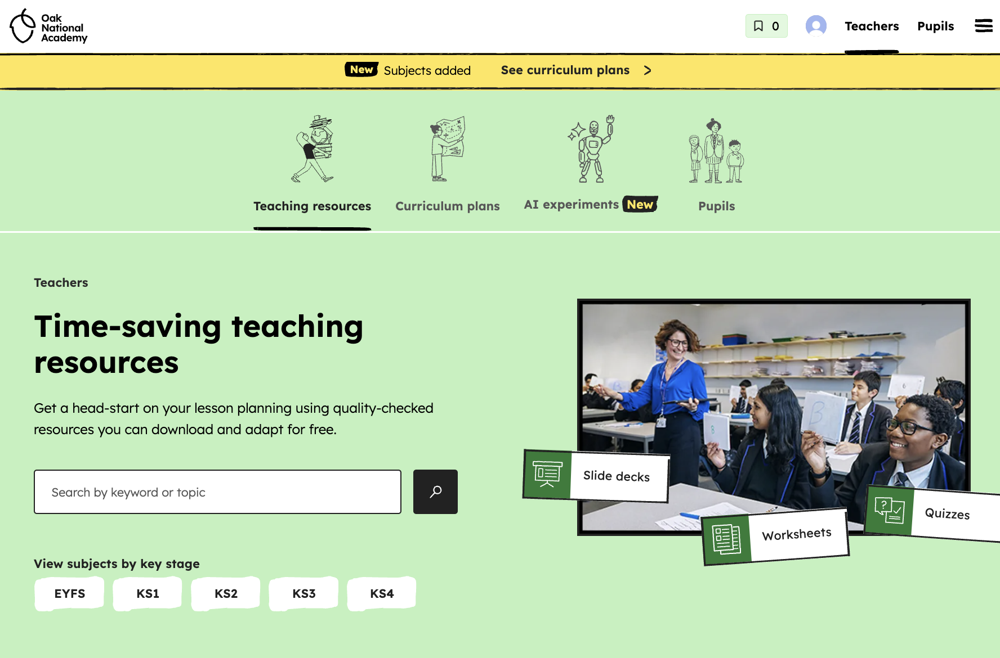 Oak
National
Academy
0
Teachers
Pupils
New Subjects added
See curriculum plans
Teaching resources
Curriculum plans
AI experiments New
Pupils
Teachers
Time-saving teaching
resources
Get a head-start on your lesson planning using quality-checked
resources you can download and adapt for free.
Search by keyword or topic
View subjects by key stage
EYFS
KS1
KS2
KS3
KS4
B
8
Slide decks
Worksheets
?
Quizzes